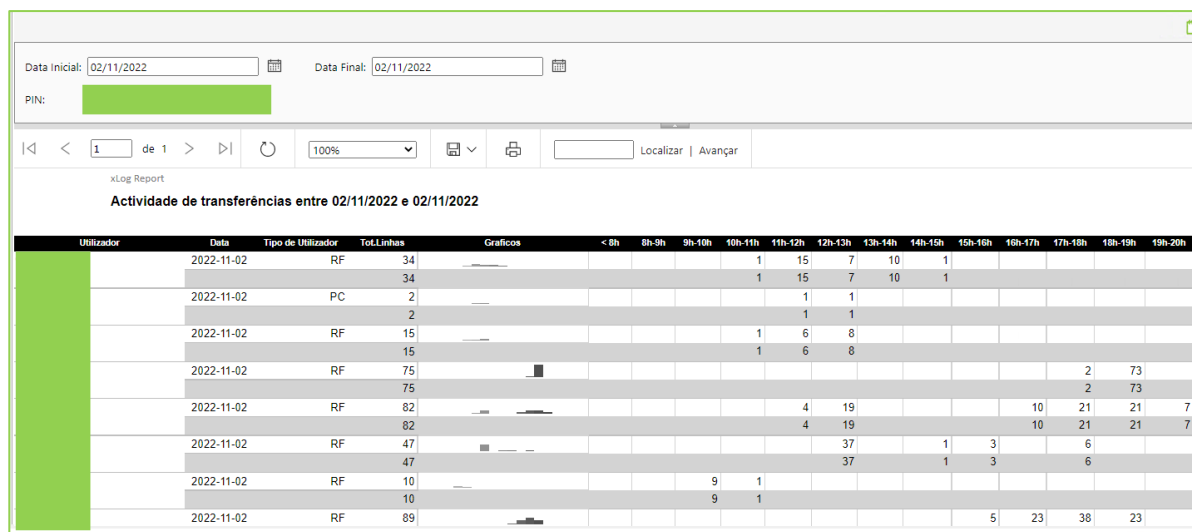 Data Inicial: 02/11/2022 Data Final: 02/11/2022
PIN:
1 de 1 100% Localizar | Avançar
xLog Report
Actividade de transferências entre 02/11/2022 e 02/11/2022
Utilizador Data Tipo de Utilizador Tot.Linhas Graficos < 8h 8h-9h 9h-10h 10h-11h 11h-12h 12h-13h 13h-14h 14h-15h 15h-16h 16h-17h 17h-18h 18h-19h 19h-20h
2022-11-02 RF 34 1 15 7 10 1
34 1 15 7 10 1
2022-11-02 PC 2 1 1
2 1 1
2022-11-02 RF 15 1 6 8
15 1 6 8
2022-11-02 RF 75 2 73
75 2 73
2022-11-02 RF 82 4 19 10 21 21 7
82 4 19 10 21 21 7
2022-11-02 RF 47 37 1 3 6
47 37 1 3 6
2022-11-02 RF 10 9 1
10 9 1
2022-11-02 RF 89 5 23 38 23